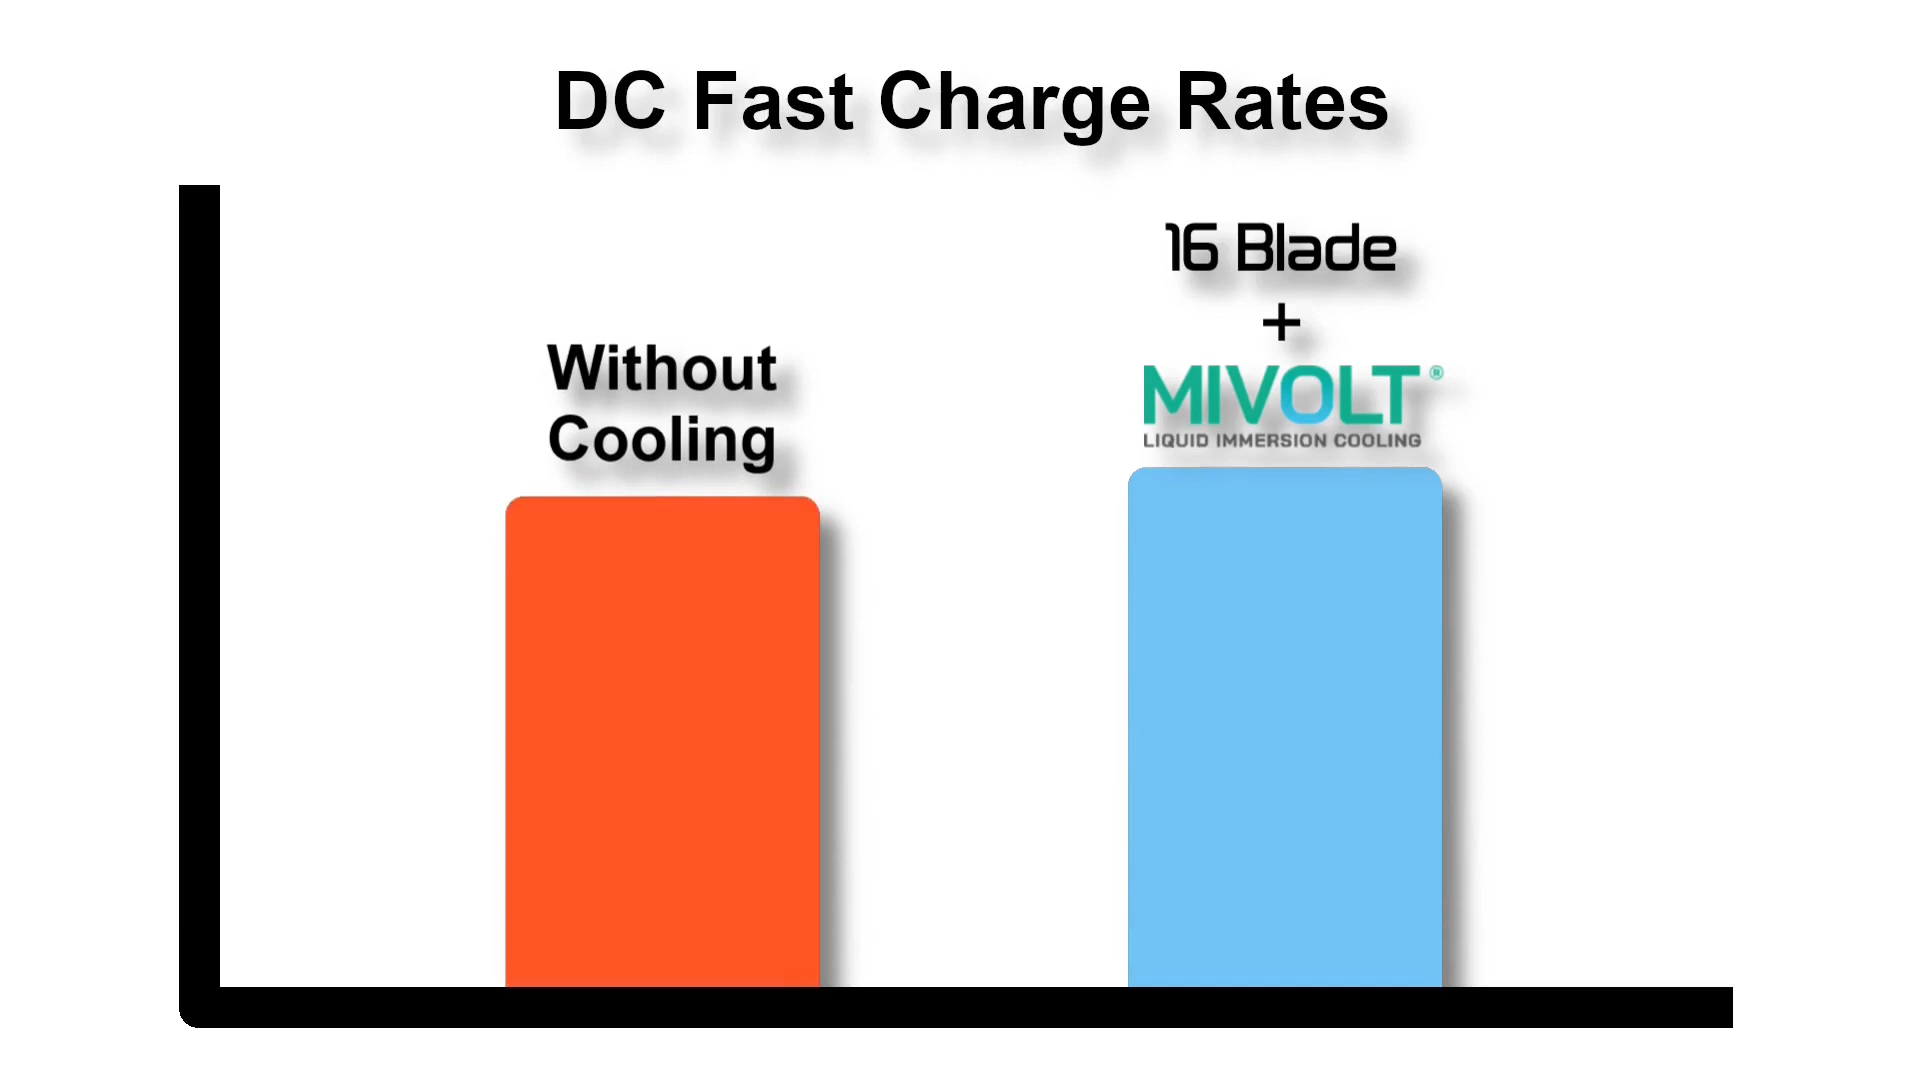 DC Fast Charge Rates
16 Blade
+
MIVOLT®
LIQUID IMMERSION COOLING
Without
Cooling